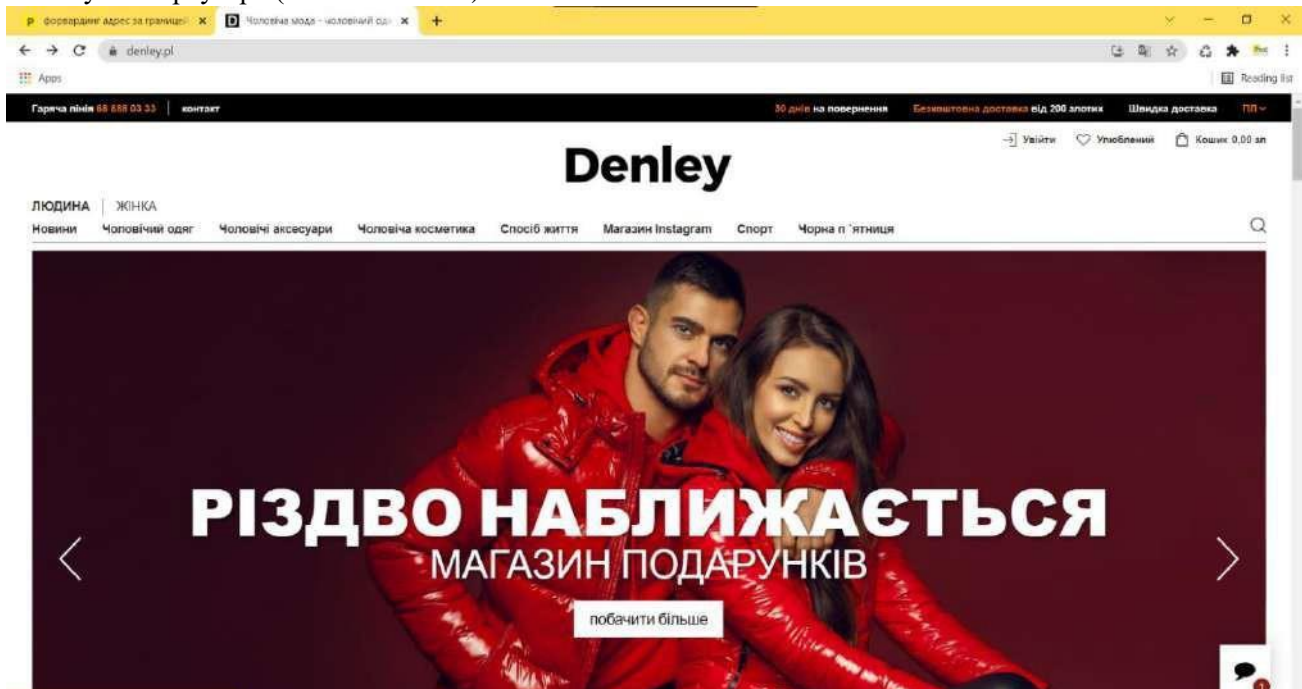 форвардинг адрес за границей
Чоловіча мода - чоловічий од
denley.pl
Apps
Reading list
Гаряча лінія 68 888 03 33 | контакт
30 днів на повернення Безкоштовна доставка від 200 злотих Швидка доставка ПЛ
Увійти Улюблений Кошик 0,00 зл
Denley
ЛЮДИНА | ЖІНКА
Новини Чоловічий одяг Чоловічі аксесуари Чоловіча косметика Спосіб життя Магазин Instagram Спорт Чорна п`ятниця
РІЗДВО НАБЛИЖАЄТЬСЯ
МАГАЗИН ПОДАРУНКІВ
побачити більше
1